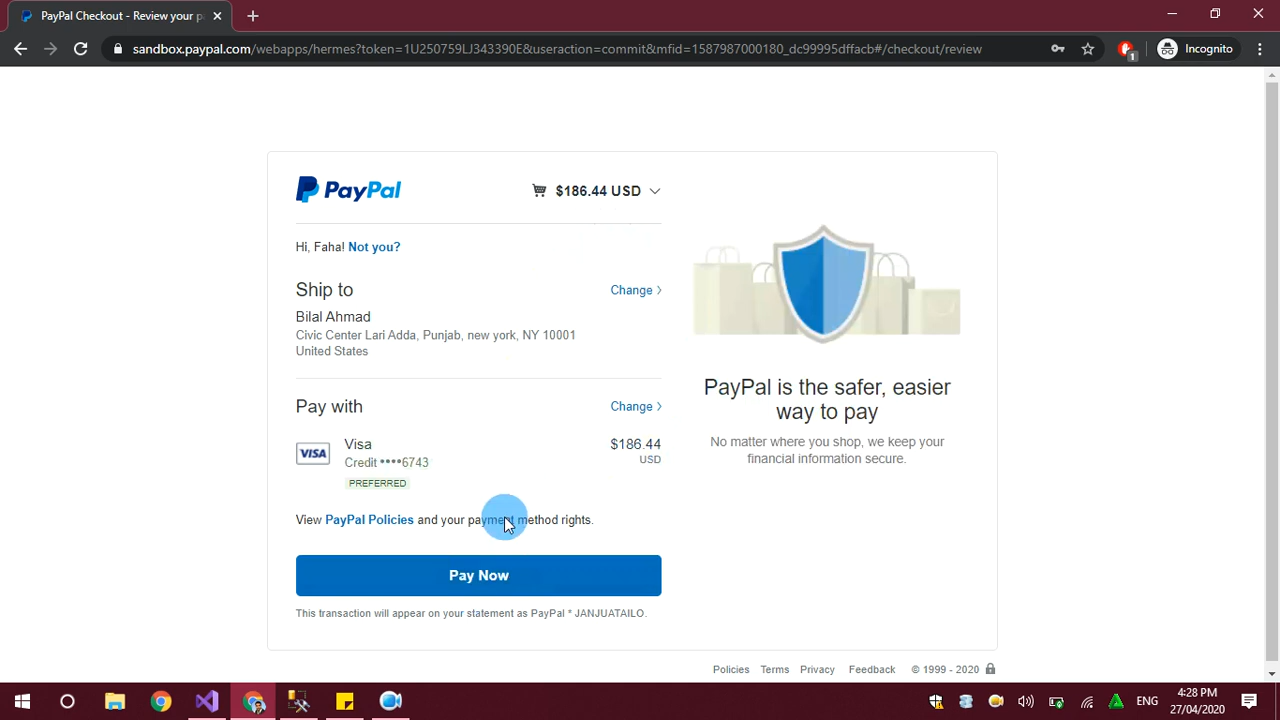 PayPal Checkout - Review your p
sandbox.paypal.com/webapps/hermes?token=1U250759LJ343390E&useraction=commit&mfid=1587987000180_dc99995dffacb#/checkout/review
1
Incognito
PayPal
$186.44 USD
Hi, Faha! Not you?
Ship to
Change
Bilal Ahmad
Civic Center Lari Adda, Punjab, new york, NY 10001
United States
Pay with
Change
VISA
Visa
$186.44
Credit ••••6743
USD
PREFERRED
View PayPal Policies and your payment method rights.
Pay Now
This transaction will appear on your statement as PayPal * JANJUATAILO.
PayPal is the safer, easier
way to pay
No matter where you shop, we keep your
financial information secure.
Policies Terms Privacy Feedback © 1999 - 2020
ENG
4:28 PM
27/04/2020